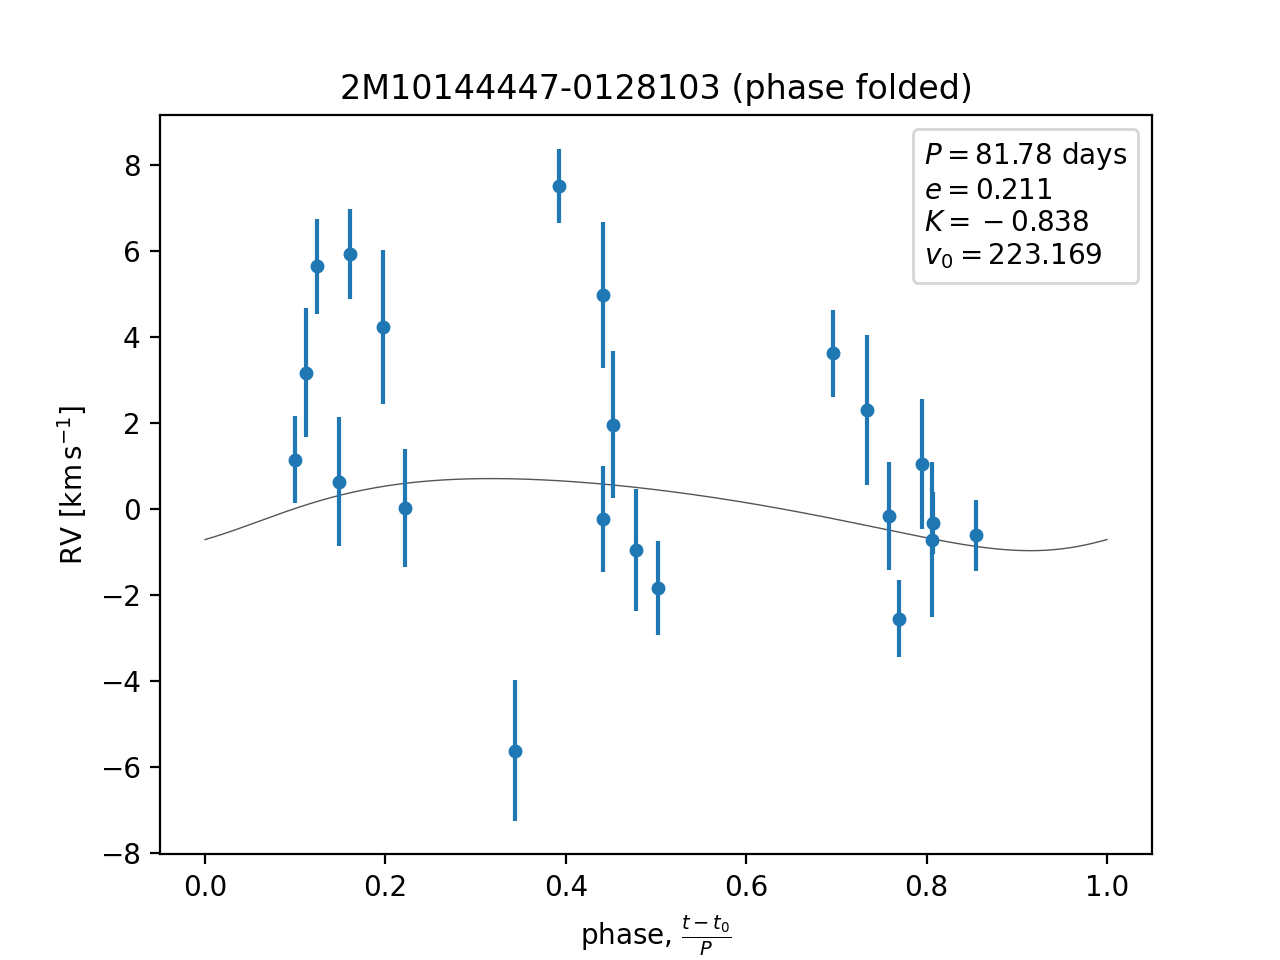 2M10144447-0128103 (phase folded)
P = 81.78 days
e = 0.211
K = −0.838
v₀ = 223.169
RV [km s⁻¹]
8
6
4
2
0
−2
−4
−6
−8
0.0 0.2 0.4 0.6 0.8 1.0
phase, (t − t₀)/P